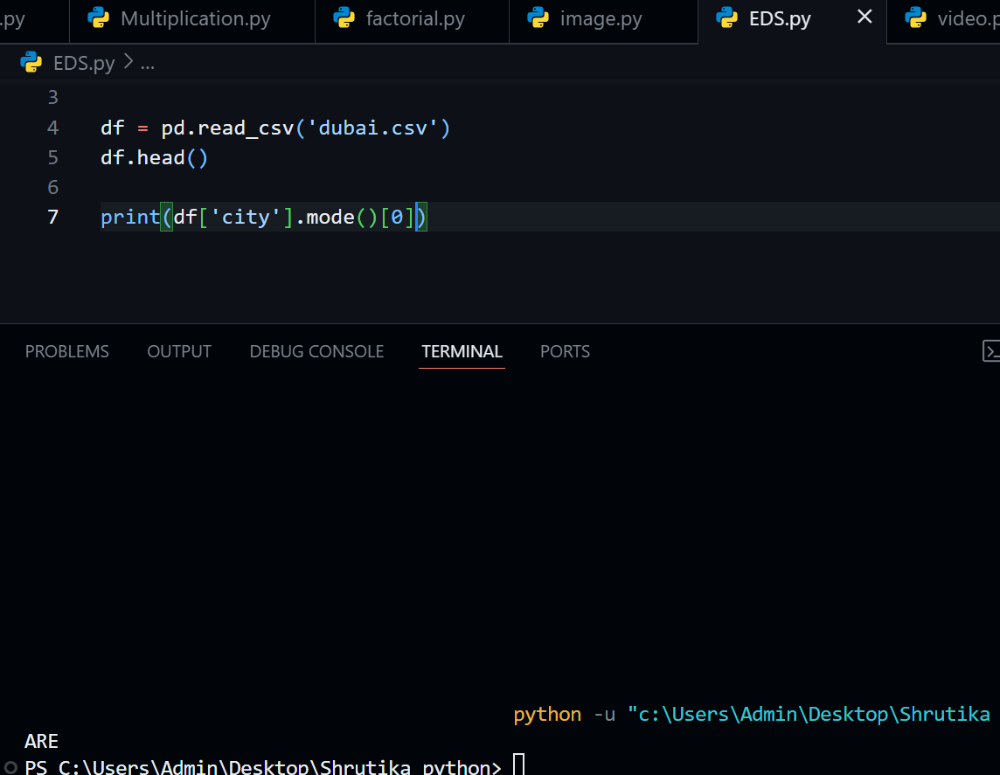 .py Multiplication.py factorial.py image.py EDS.py video.p
EDS.py > ...
3
4 df = pd.read_csv('dubai.csv')
5 df.head()
6
7 print(df['city'].mode()[0])
PROBLEMS OUTPUT DEBUG CONSOLE TERMINAL PORTS
python -u "c:\Users\Admin\Desktop\Shrutika
ARE
PS C:\Users\Admin\Desktop\Shrutika python>